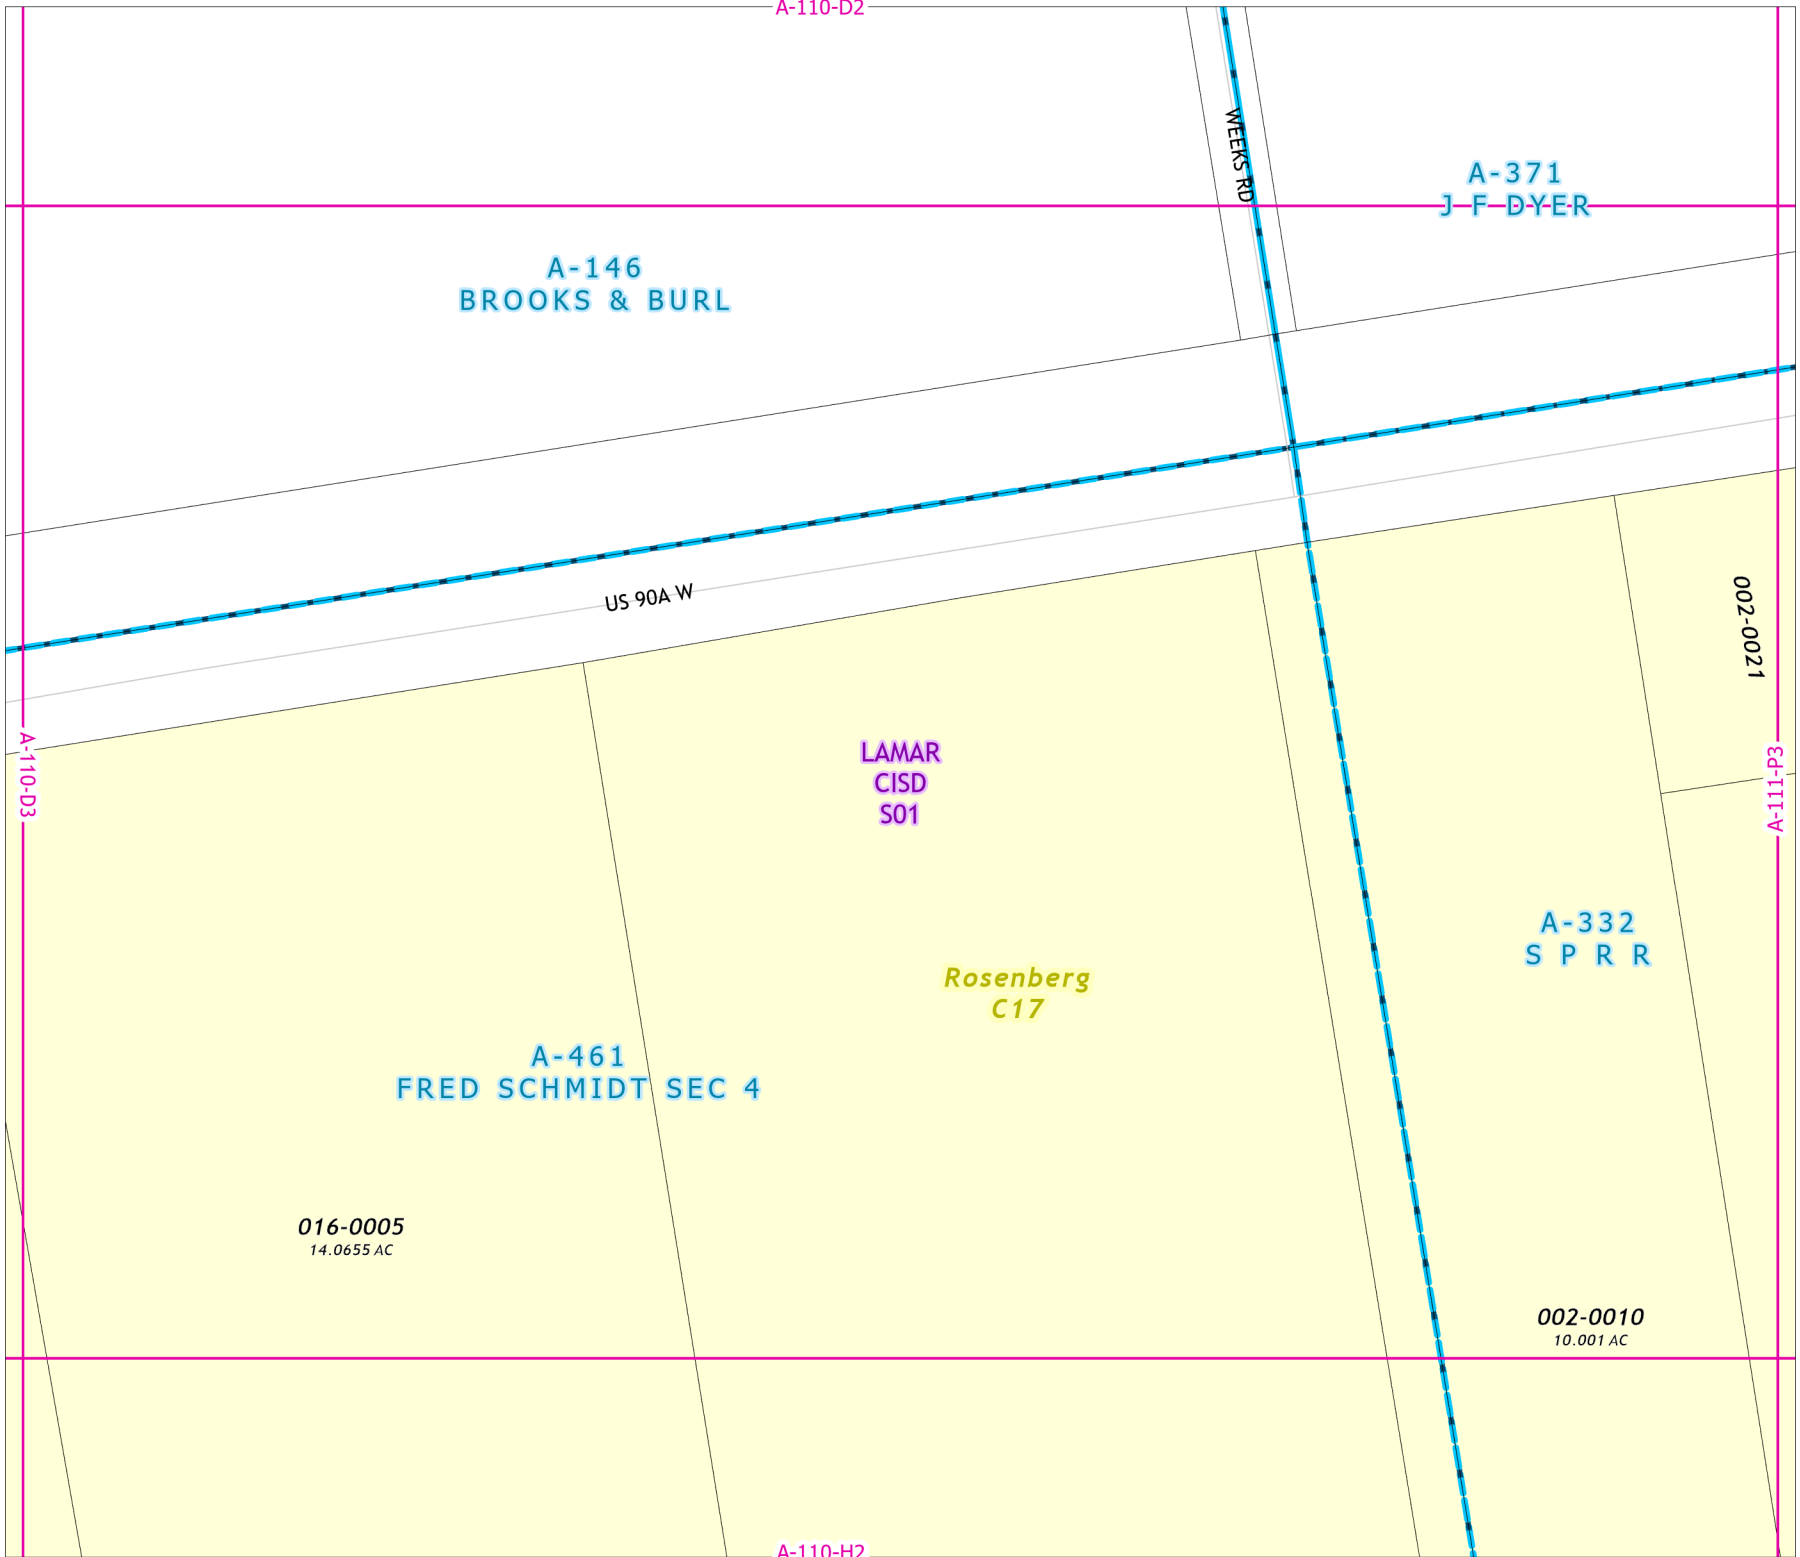 A-110-D2
WEEKS RD
A-371
J F DYER
A-146
BROOKS & BURL
US 90A W
002-0021
LAMAR
CISD
S01
A-110-D3
A-111-P3
A-332
S P R R
Rosenberg
C17
A-461
FRED SCHMIDT SEC 4
016-0005
14.0655 AC
002-0010
10.001 AC
A-110-H2